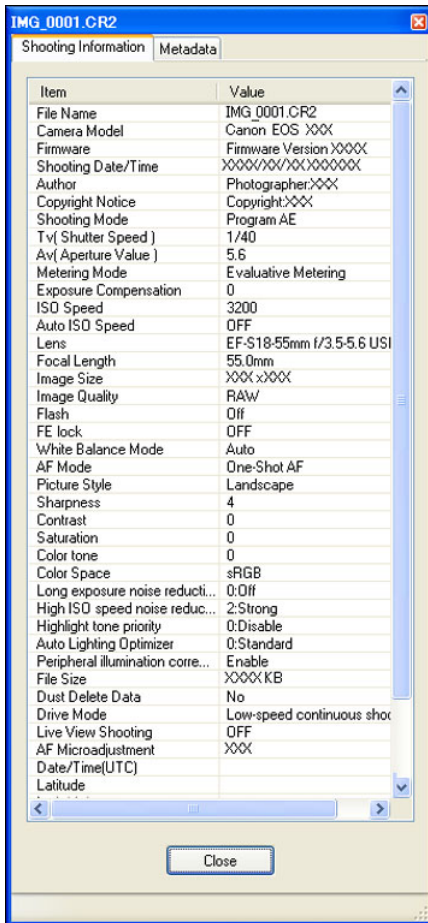 IMG_0001.CR2
Shooting Information Metadata
Item Value
File Name IMG_0001.CR2
Camera Model Canon EOS XXX
Firmware Firmware Version XXXX
Shooting Date/Time XXXX/XX/XX XXXXXX
Author Photographer:XXX
Copyright Notice Copyright:XXX
Shooting Mode Program AE
Tv( Shutter Speed ) 1/40
Av( Aperture Value ) 5.6
Metering Mode Evaluative Metering
Exposure Compensation 0
ISO Speed 3200
Auto ISO Speed OFF
Lens EF-S18-55mm f/3.5-5.6 USI
Focal Length 55.0mm
Image Size XXX xXXX
Image Quality RAW
Flash Off
FE lock OFF
White Balance Mode Auto
AF Mode One-Shot AF
Picture Style Landscape
Sharpness 4
Contrast 0
Saturation 0
Color tone 0
Color Space sRGB
Long exposure noise reducti... 0:Off
High ISO speed noise reduc... 2:Strong
Highlight tone priority 0:Disable
Auto Lighting Optimizer 0:Standard
Peripheral illumination corre... Enable
File Size XXXX KB
Dust Delete Data No
Drive Mode Low-speed continuous shoo
Live View Shooting OFF
AF Microadjustment XXX
Date/Time(UTC)
Latitude
Close